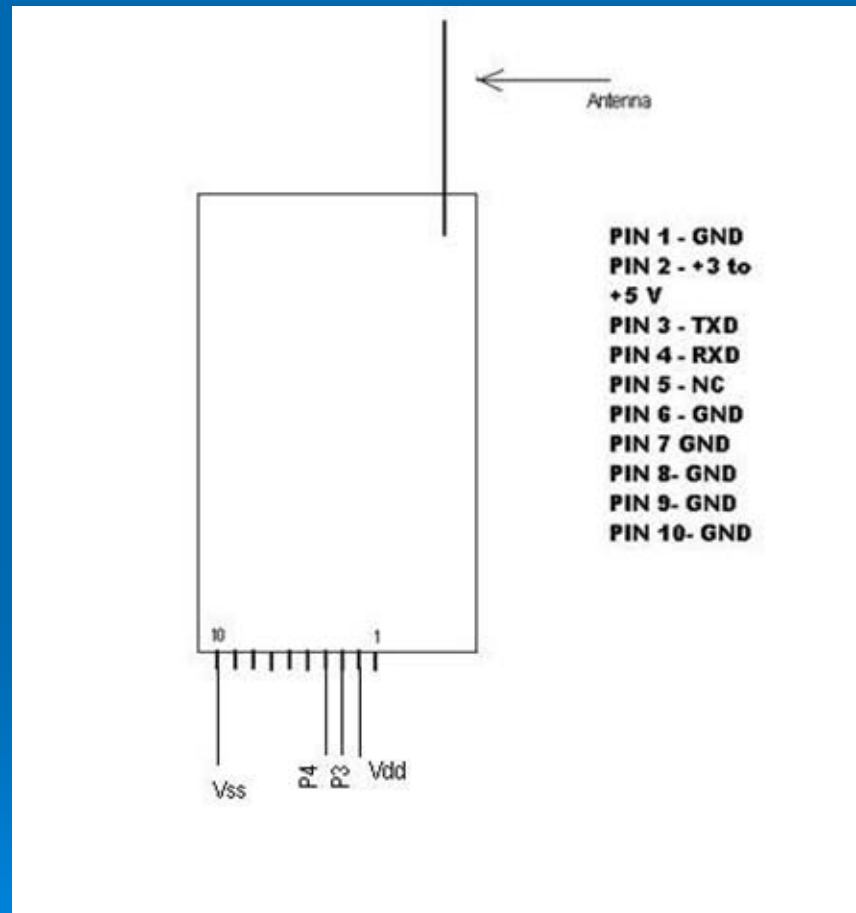 Antenna
PIN 1 - GND
PIN 2 - +3 to
+5 V
PIN 3 - TXD
PIN 4 - RXD
PIN 5 - NC
PIN 6 - GND
PIN 7 GND
PIN 8- GND
PIN 9- GND
PIN 10- GND
10 1
Vss P4 P3 Vdd